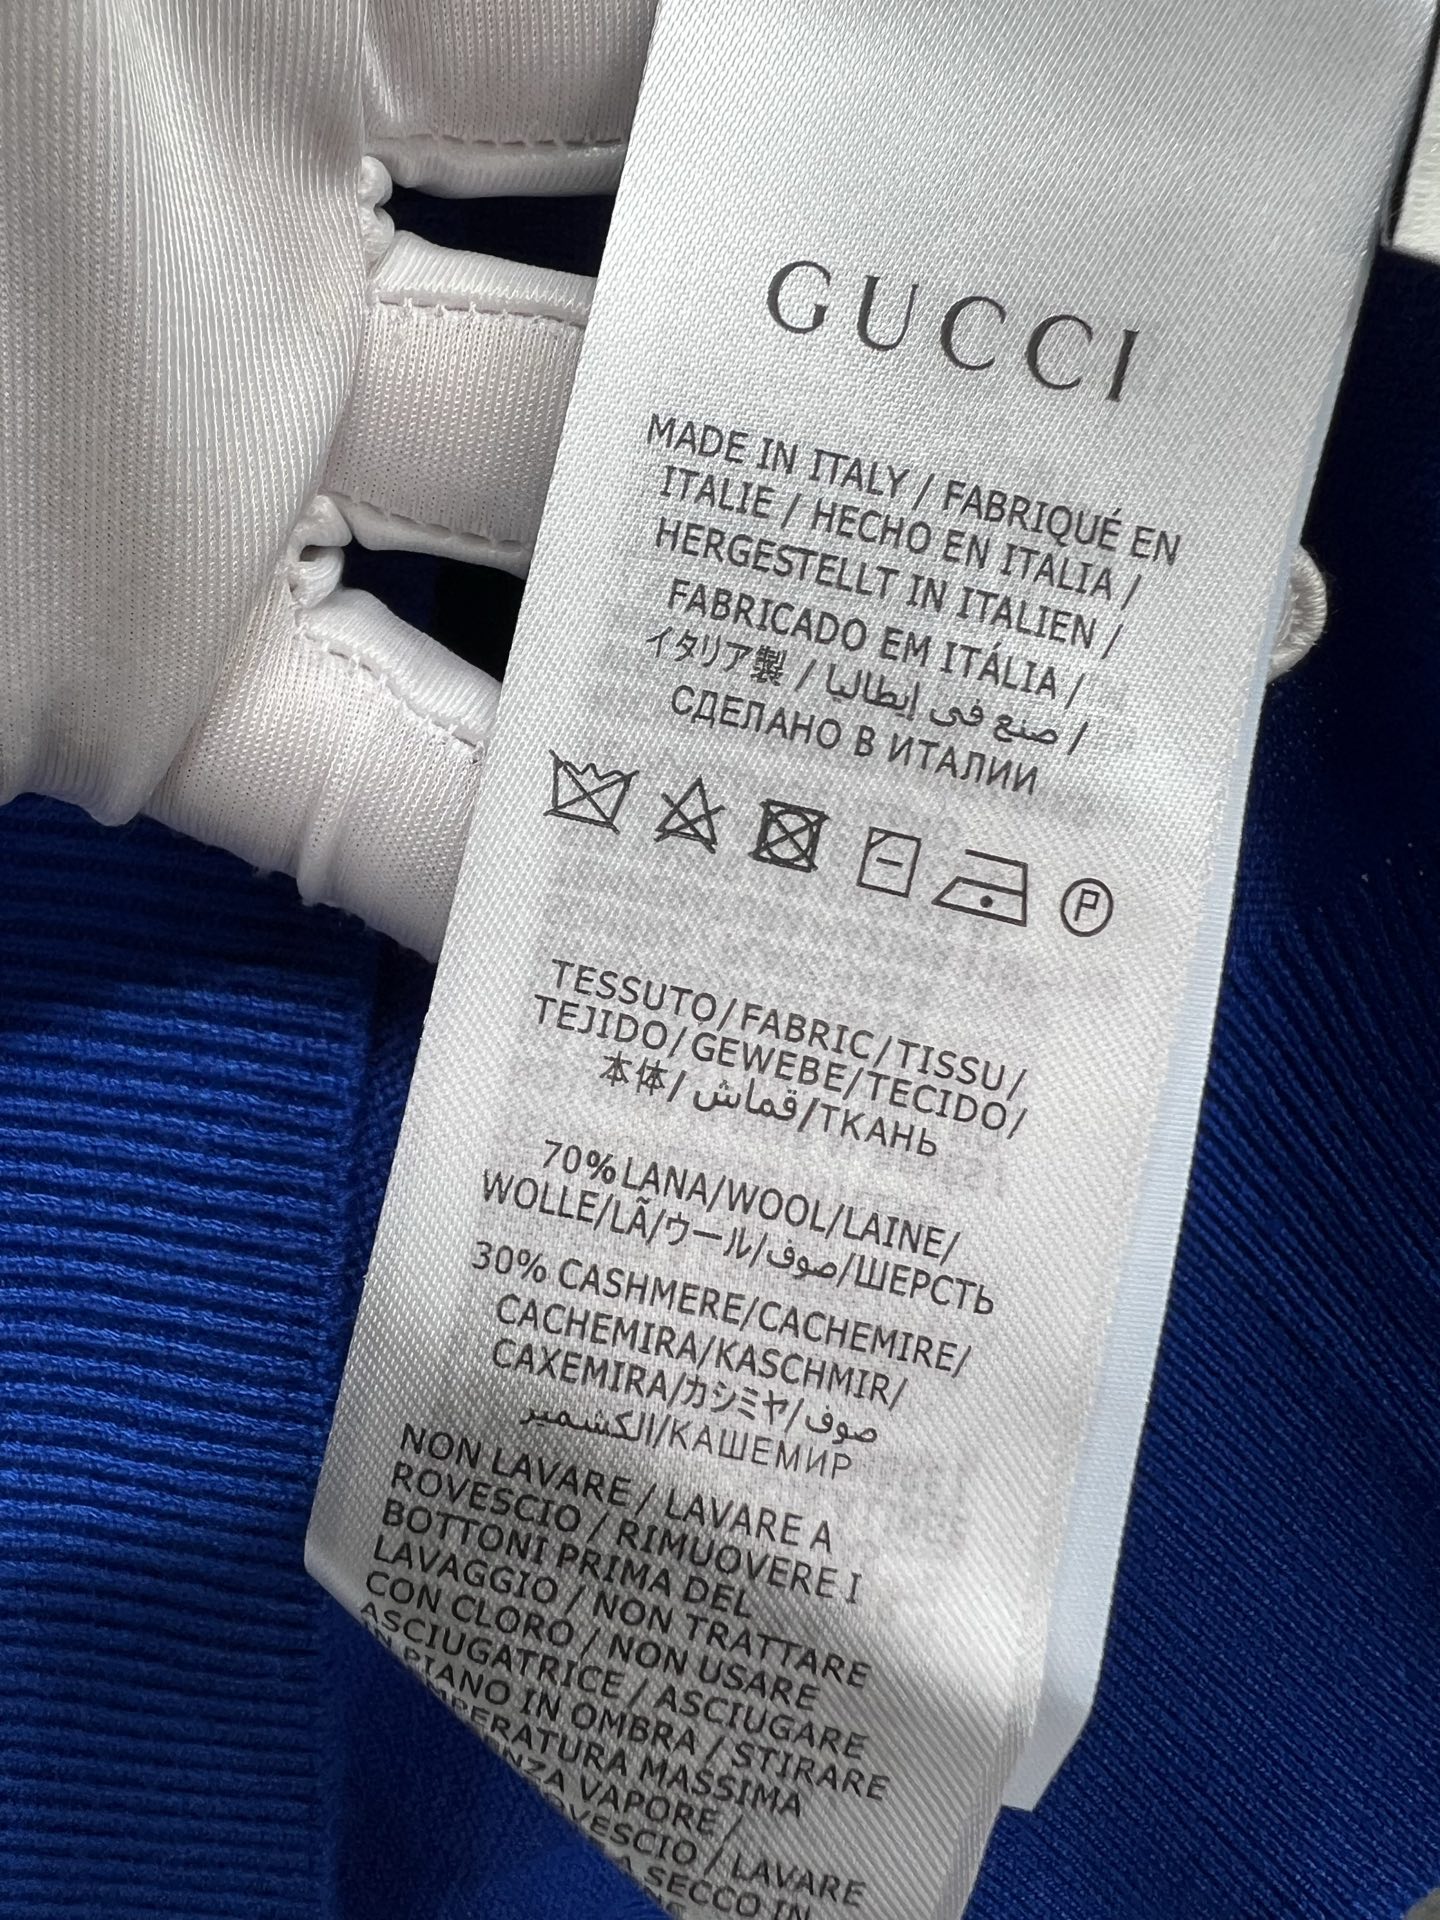 GUCCI
MADE IN ITALY / FABRIQUÉ EN
ITALIE / HECHO EN ITALIA /
HERGESTELLT IN ITALIEN /
FABRICADO EM ITÁLIA /
イタリア製 / صنع في إيطاليا /
СДЕЛАНО В ИТАЛИИ
P
TESSUTO/FABRIC/TISSU/
TEJIDO/GEWEBE/TECIDO/
本体/قماش/ТКАНЬ
70%LANA/WOOL/LAINE/
WOLLE/LÃ/ウール/صوف/ШЕРСТЬ
30% CASHMERE/CACHEMIRE/
CACHEMIRA/KASCHMIR/
CAXEMIRA/カシミヤ/صوف
الكشمير/КАШЕМИР
NON LAVARE / LAVARE A
ROVESCIO / RIMUOVERE I
BOTTONI PRIMA DEL
LAVAGGIO / NON TRATTARE
CON CLORO / NON USARE
ASCIUGATRICE / ASCIUGARE
IN PIANO IN OMBRA / STIRARE
MASSIMA
VAPORE /
/ LAVARE
SECCO IN